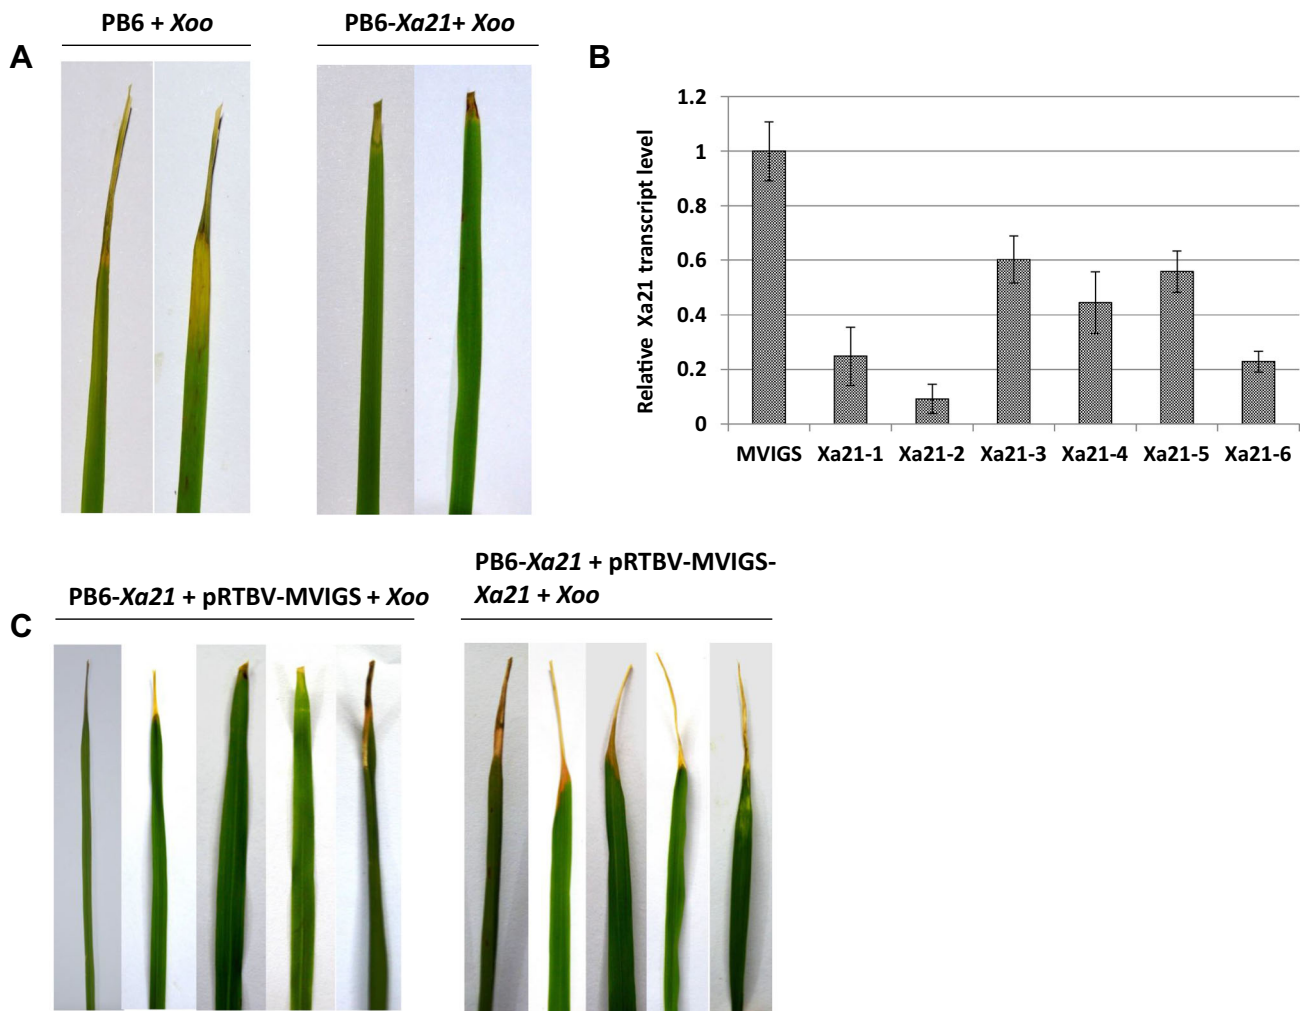 PB6 + Xoo
PB6-Xa21+ Xoo
A
B
Relative Xa21 transcript level
1.2
1
0.8
0.6
0.4
0.2
0
MVIGS Xa21-1 Xa21-2 Xa21-3 Xa21-4 Xa21-5 Xa21-6
PB6-Xa21 + pRTBV-MVIGS + Xoo
PB6-Xa21 + pRTBV-MVIGS-
Xa21 + Xoo
C